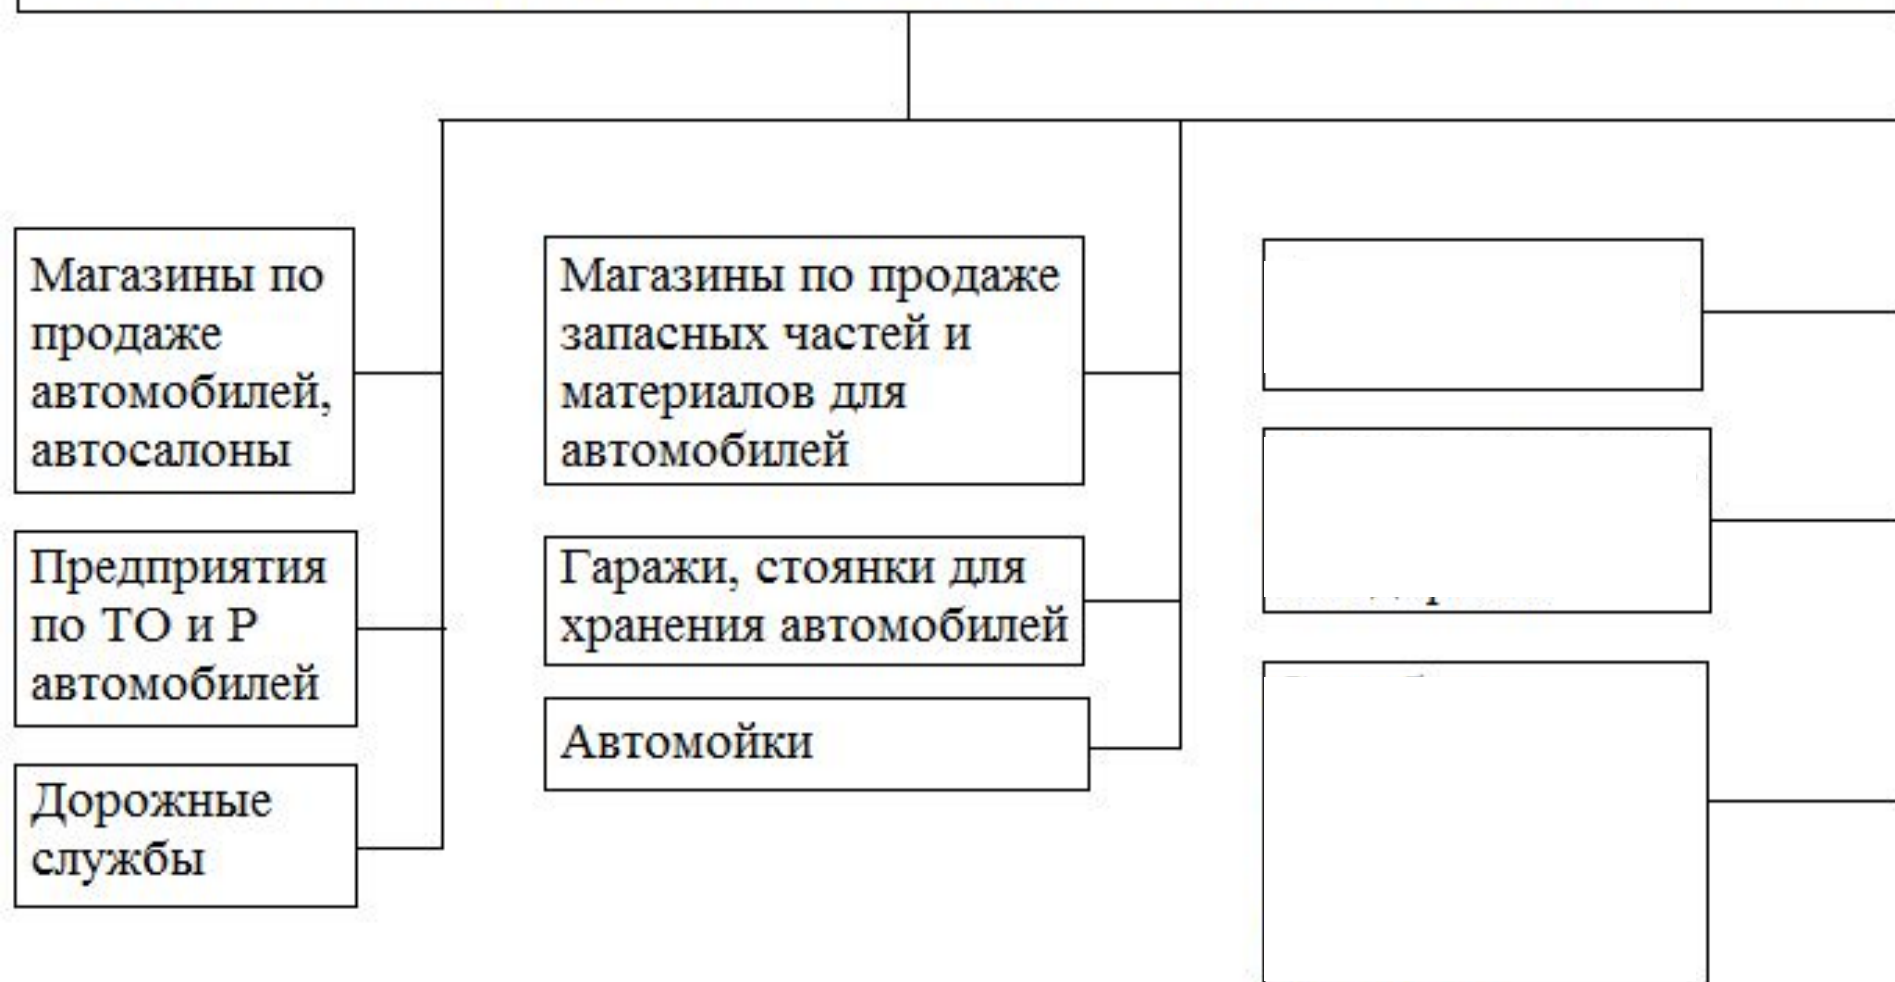 Магазины по
продаже
автомобилей,
автосалоны
Предприятия
по ТО и Р
автомобилей
Дорожные
службы
Магазины по продаже
запасных частей и
материалов для
автомобилей
Гаражи, стоянки для
хранения автомобилей
Автомойки